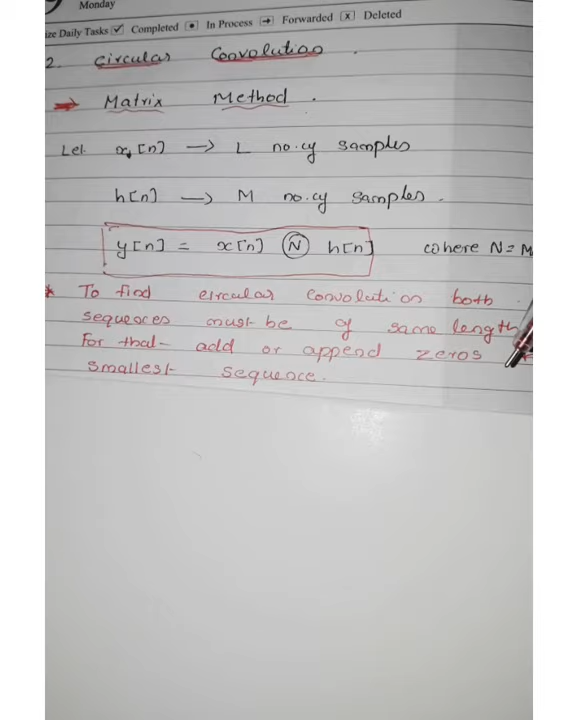 Monday
ize Daily Tasks ✓ Completed • In Process → Forwarded x Deleted
2. Circular Convolution.
→ Matrix Method.
Let x[n] → L no. of samples
h[n] → M no. of samples.
y[n] = x[n] Ⓝ h[n] where N = M
* To find circular Convolution both
sequences must be of same length
For that add or append zeros
smallest sequence.